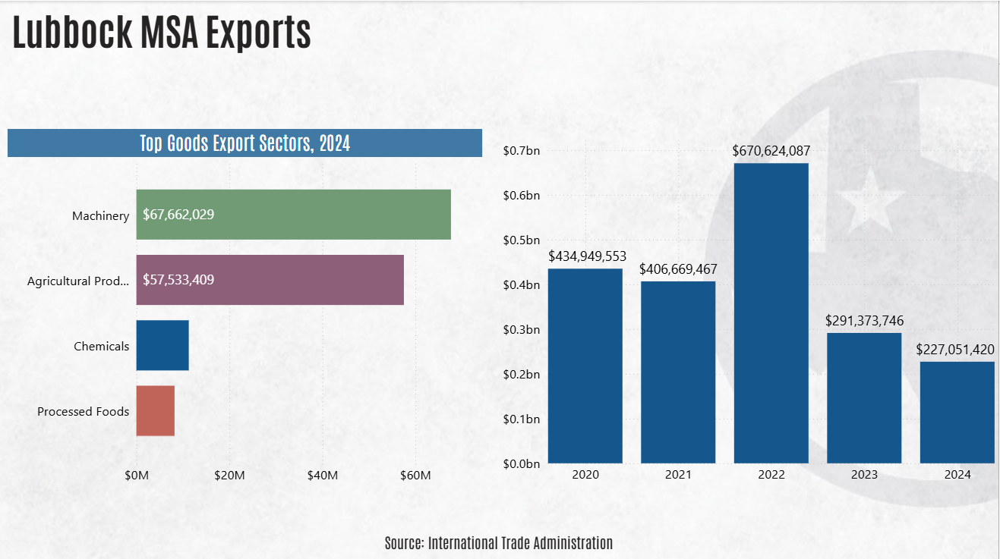 Lubbock MSA Exports
Top Goods Export Sectors, 2024
Machinery
$67,662,029
Agricultural Prod...
$57,533,409
Chemicals
Processed Foods
$0M
$20M
$40M
$60M
$0.7bn
$0.6bn
$0.5bn
$0.4bn
$0.3bn
$0.2bn
$0.1bn
$0.0bn
$434,949,553
$406,669,467
$670,624,087
$291,373,746
$227,051,420
2020
2021
2022
2023
2024
Source: International Trade Administration